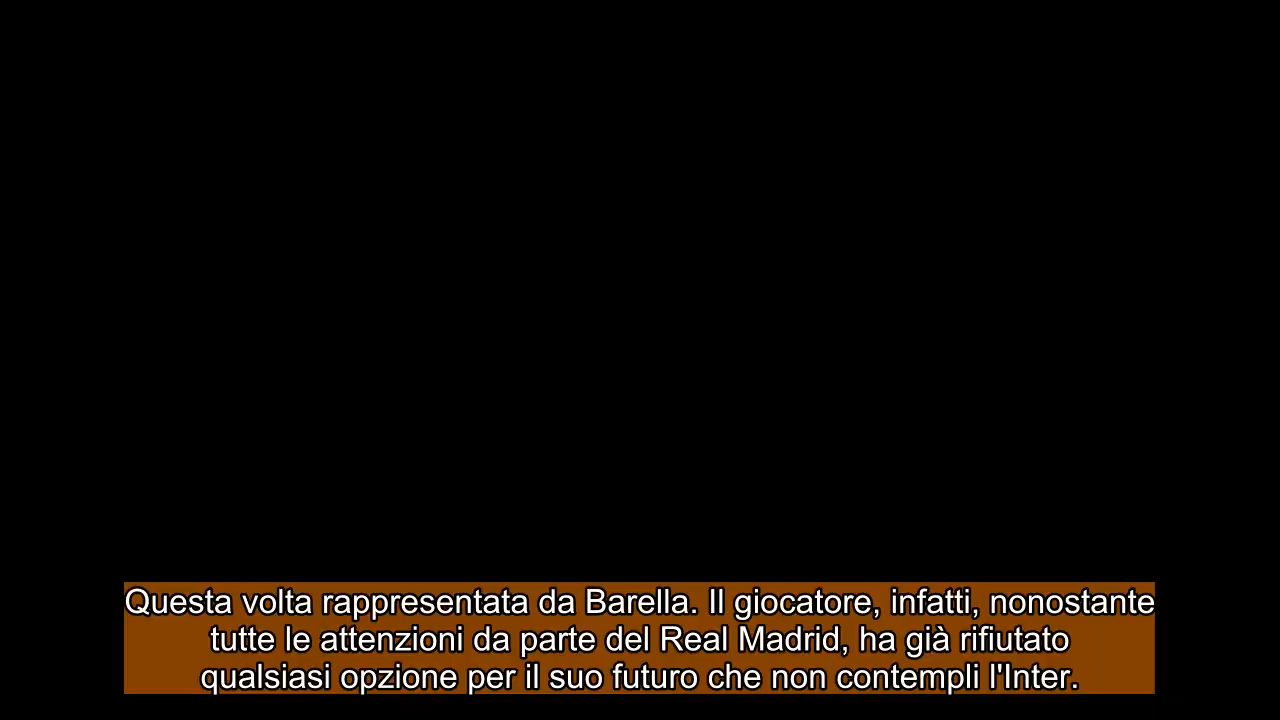 Questa volta rappresentata da Barella. Il giocatore, infatti, nonostante
tutte le attenzioni da parte del Real Madrid, ha già rifiutato
qualsiasi opzione per il suo futuro che non contempli l'Inter.